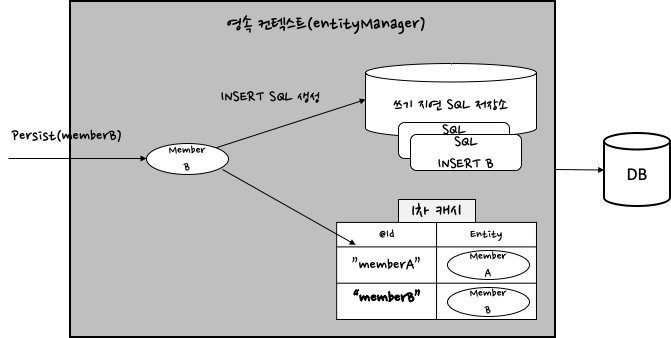 영속 컨텍스트(entityManager)
INSERT SQL 생성
쓰기 지연 SQL 저장소
Persist(memberB)
Member
B
SQL
SQL
INSERT B
DB
1차 캐시
@Id
Entity
"memberA"
Member
A
"memberB"
Member
B